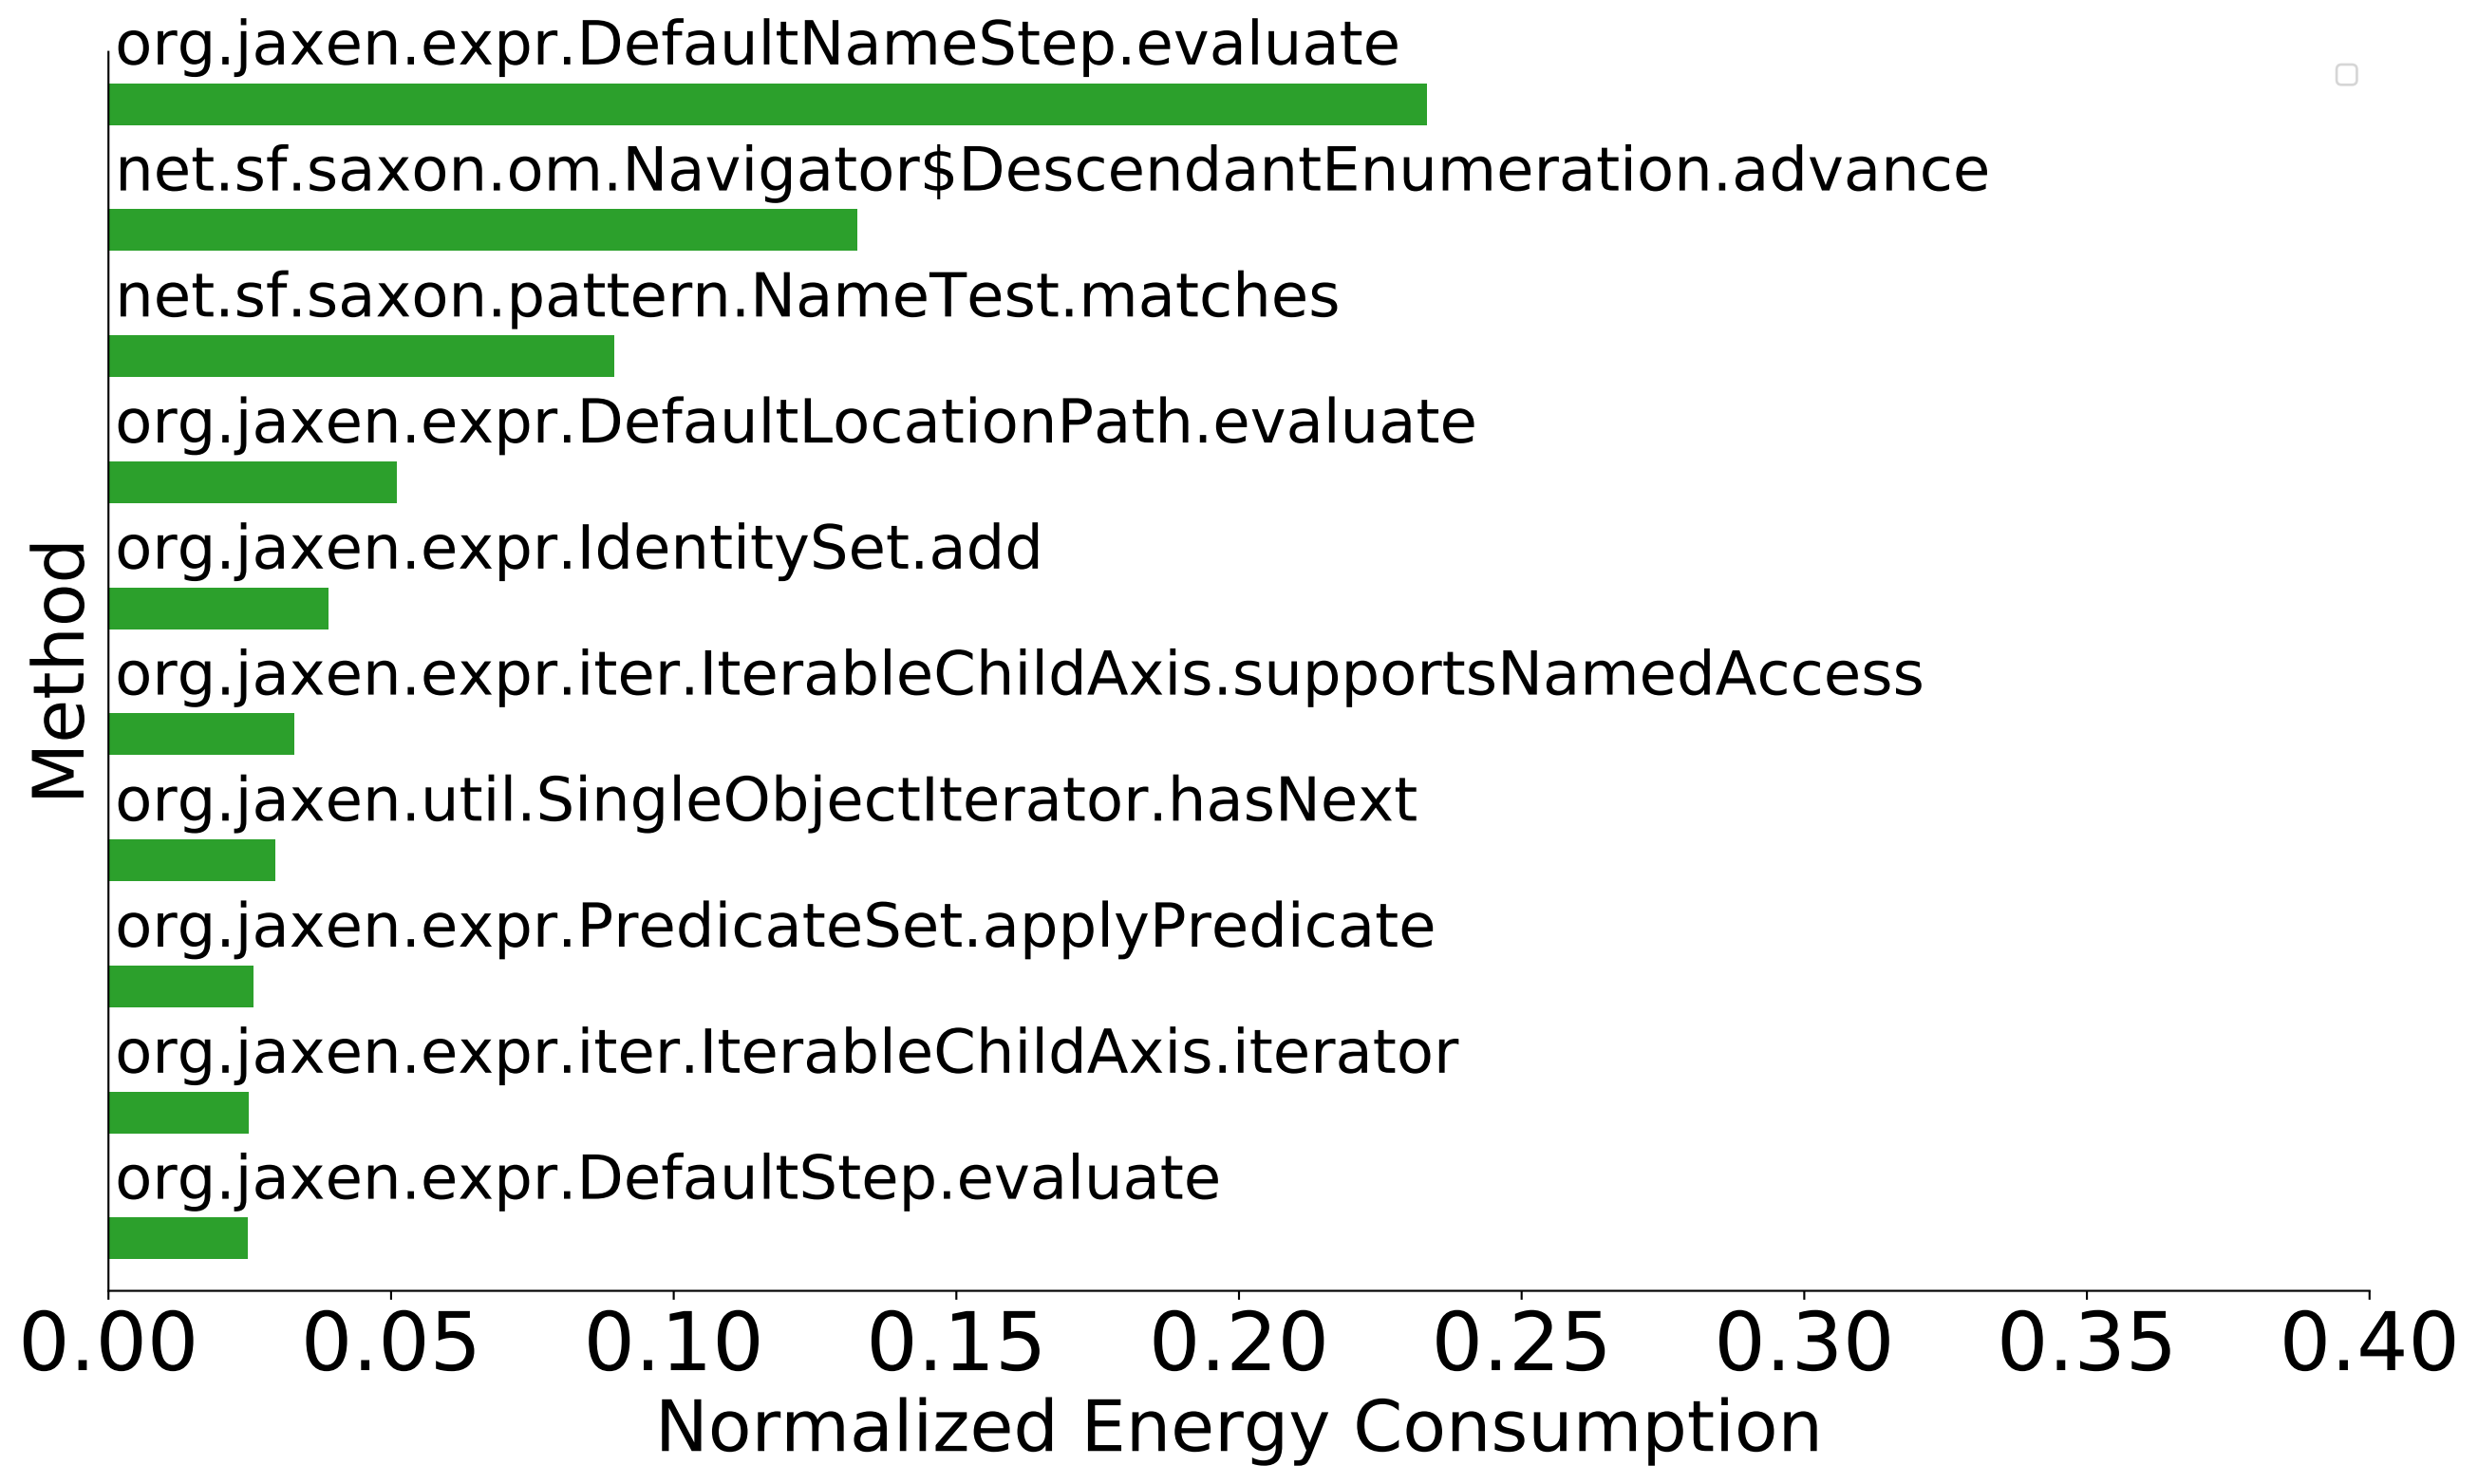 org.jaxen.expr.DefaultNameStep.evaluate
net.sf.saxon.om.Navigator$DescendantEnumeration.advance
net.sf.saxon.pattern.NameTest.matches
org.jaxen.expr.DefaultLocationPath.evaluate
org.jaxen.expr.IdentitySet.add
org.jaxen.expr.iter.IterableChildAxis.supportsNamedAccess
org.jaxen.util.SingleObjectIterator.hasNext
org.jaxen.expr.PredicateSet.applyPredicate
org.jaxen.expr.iter.IterableChildAxis.iterator
org.jaxen.expr.DefaultStep.evaluate
Method
0.00 0.05 0.10 0.15 0.20 0.25 0.30 0.35 0.40
Normalized Energy Consumption